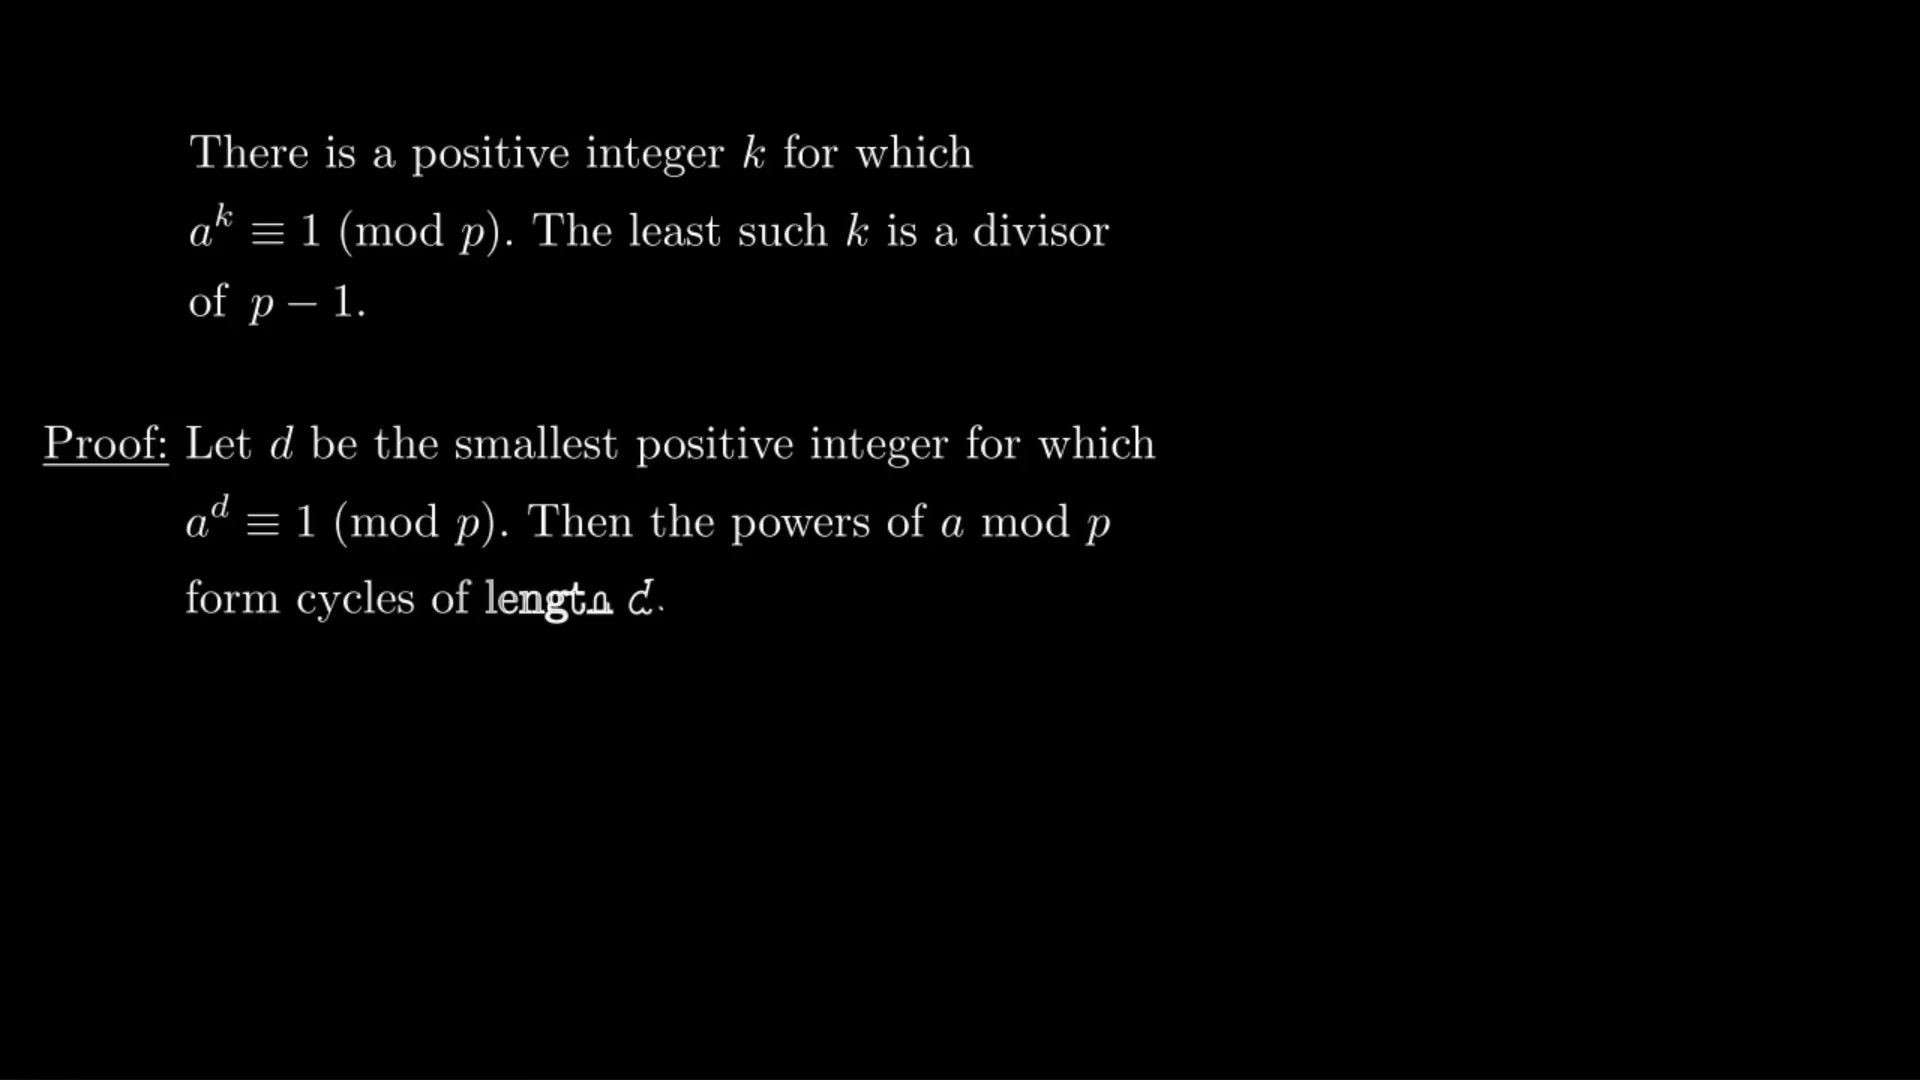 There is a positive integer k for which
a^k ≡ 1 (mod p). The least such k is a divisor
of p − 1.
Proof: Let d be the smallest positive integer for which
a^d ≡ 1 (mod p). Then the powers of a mod p
form cycles of length d.